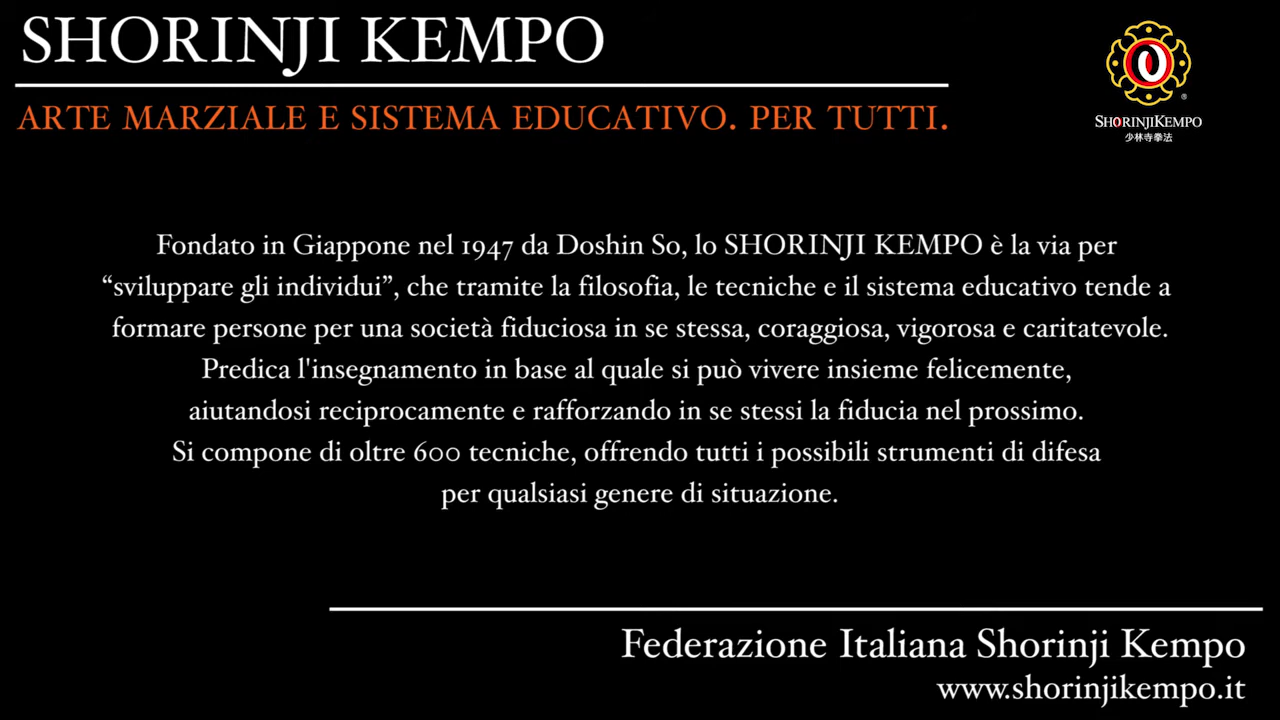 SHORINJI KEMPO
ARTE MARZIALE E SISTEMA EDUCATIVO. PER TUTTI.
®
SHORINJIKEMPO
少林寺拳法
Fondato in Giappone nel 1947 da Doshin So, lo SHORINJI KEMPO è la via per
“sviluppare gli individui”, che tramite la filosofia, le tecniche e il sistema educativo tende a
formare persone per una società fiduciosa in se stessa, coraggiosa, vigorosa e caritatevole.
Predica l'insegnamento in base al quale si può vivere insieme felicemente,
aiutandosi reciprocamente e rafforzando in se stessi la fiducia nel prossimo.
Si compone di oltre 600 tecniche, offrendo tutti i possibili strumenti di difesa
per qualsiasi genere di situazione.
Federazione Italiana Shorinji Kempo
www.shorinjikempo.it